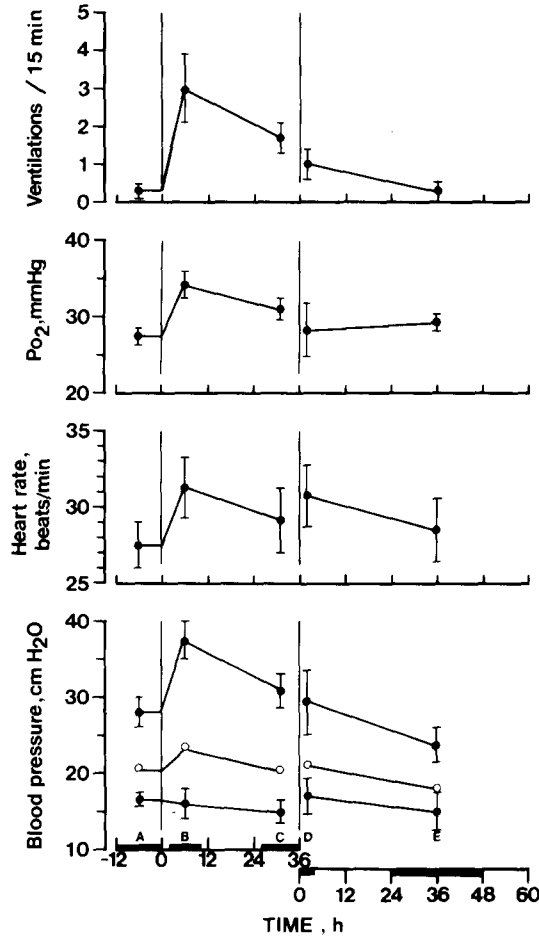 Ventilations / 15 min
5
4
3
2
1
0
Po2,mmHg
40
30
20
Heart rate,
beats/min
35
30
25
Blood pressure,cm H2O
40
30
20
10
A
B
C
D
E
-12
0
12
24
36
0
12
24
36
48
60
TIME , h